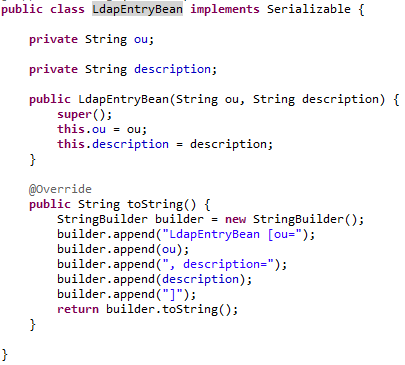 public class LdapEntryBean implements Serializable {
private String ou;
private String description;
public LdapEntryBean(String ou, String description) {
super();
this.ou = ou;
this.description = description;
}
@Override
public String toString() {
StringBuilder builder = new StringBuilder();
builder.append("LdapEntryBean [ou=");
builder.append(ou);
builder.append(", description=");
builder.append(description);
builder.append("]");
return builder.toString();
}
}